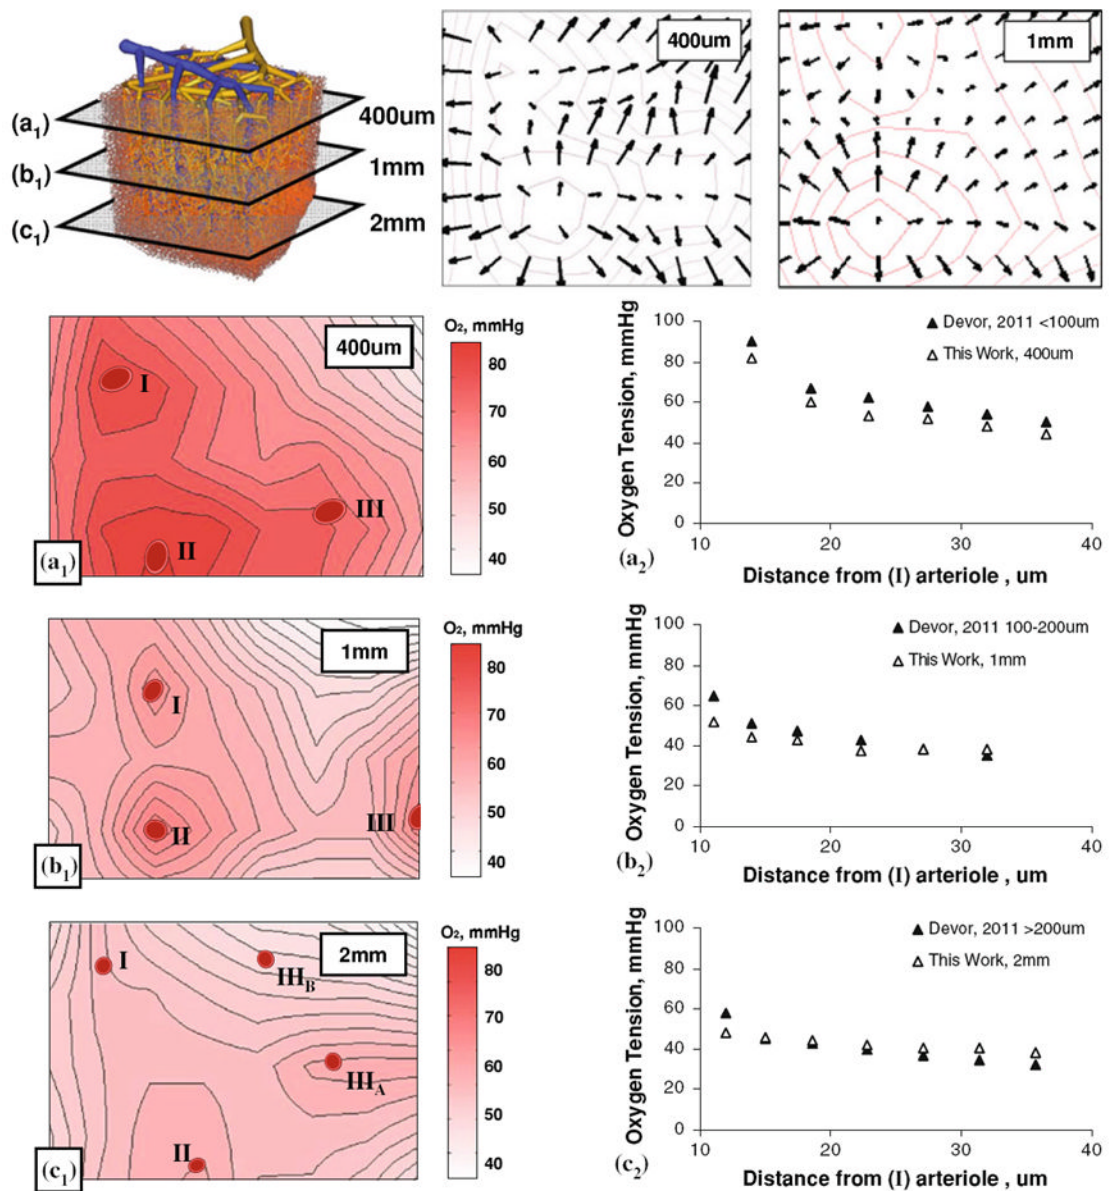 (a1)
(b1)
(c1)
400um
1mm
2mm
400um
1mm
400um
I
II
III
(a1)
O2, mmHg
80
70
60
50
40
Oxygen Tension, mmHg
100
80
60
40
20
0
10
20
30
40
▲ Devor, 2011 <100um
△ This Work, 400um
(a2)
Distance from (I) arteriole , um
1mm
I
II
III
(b1)
O2, mmHg
80
70
60
50
40
Oxygen Tension, mmHg
100
80
60
40
20
0
10
20
30
40
▲ Devor, 2011 100-200um
△ This Work, 1mm
(b2)
Distance from (I) arteriole , um
2mm
I
IIIB
IIIA
II
(c1)
O2, mmHg
80
70
60
50
40
Oxygen Tension, mmHg
100
80
60
40
20
0
10
20
30
40
▲ Devor, 2011 >200um
△ This Work, 2mm
(c2)
Distance from (I) arteriole , um